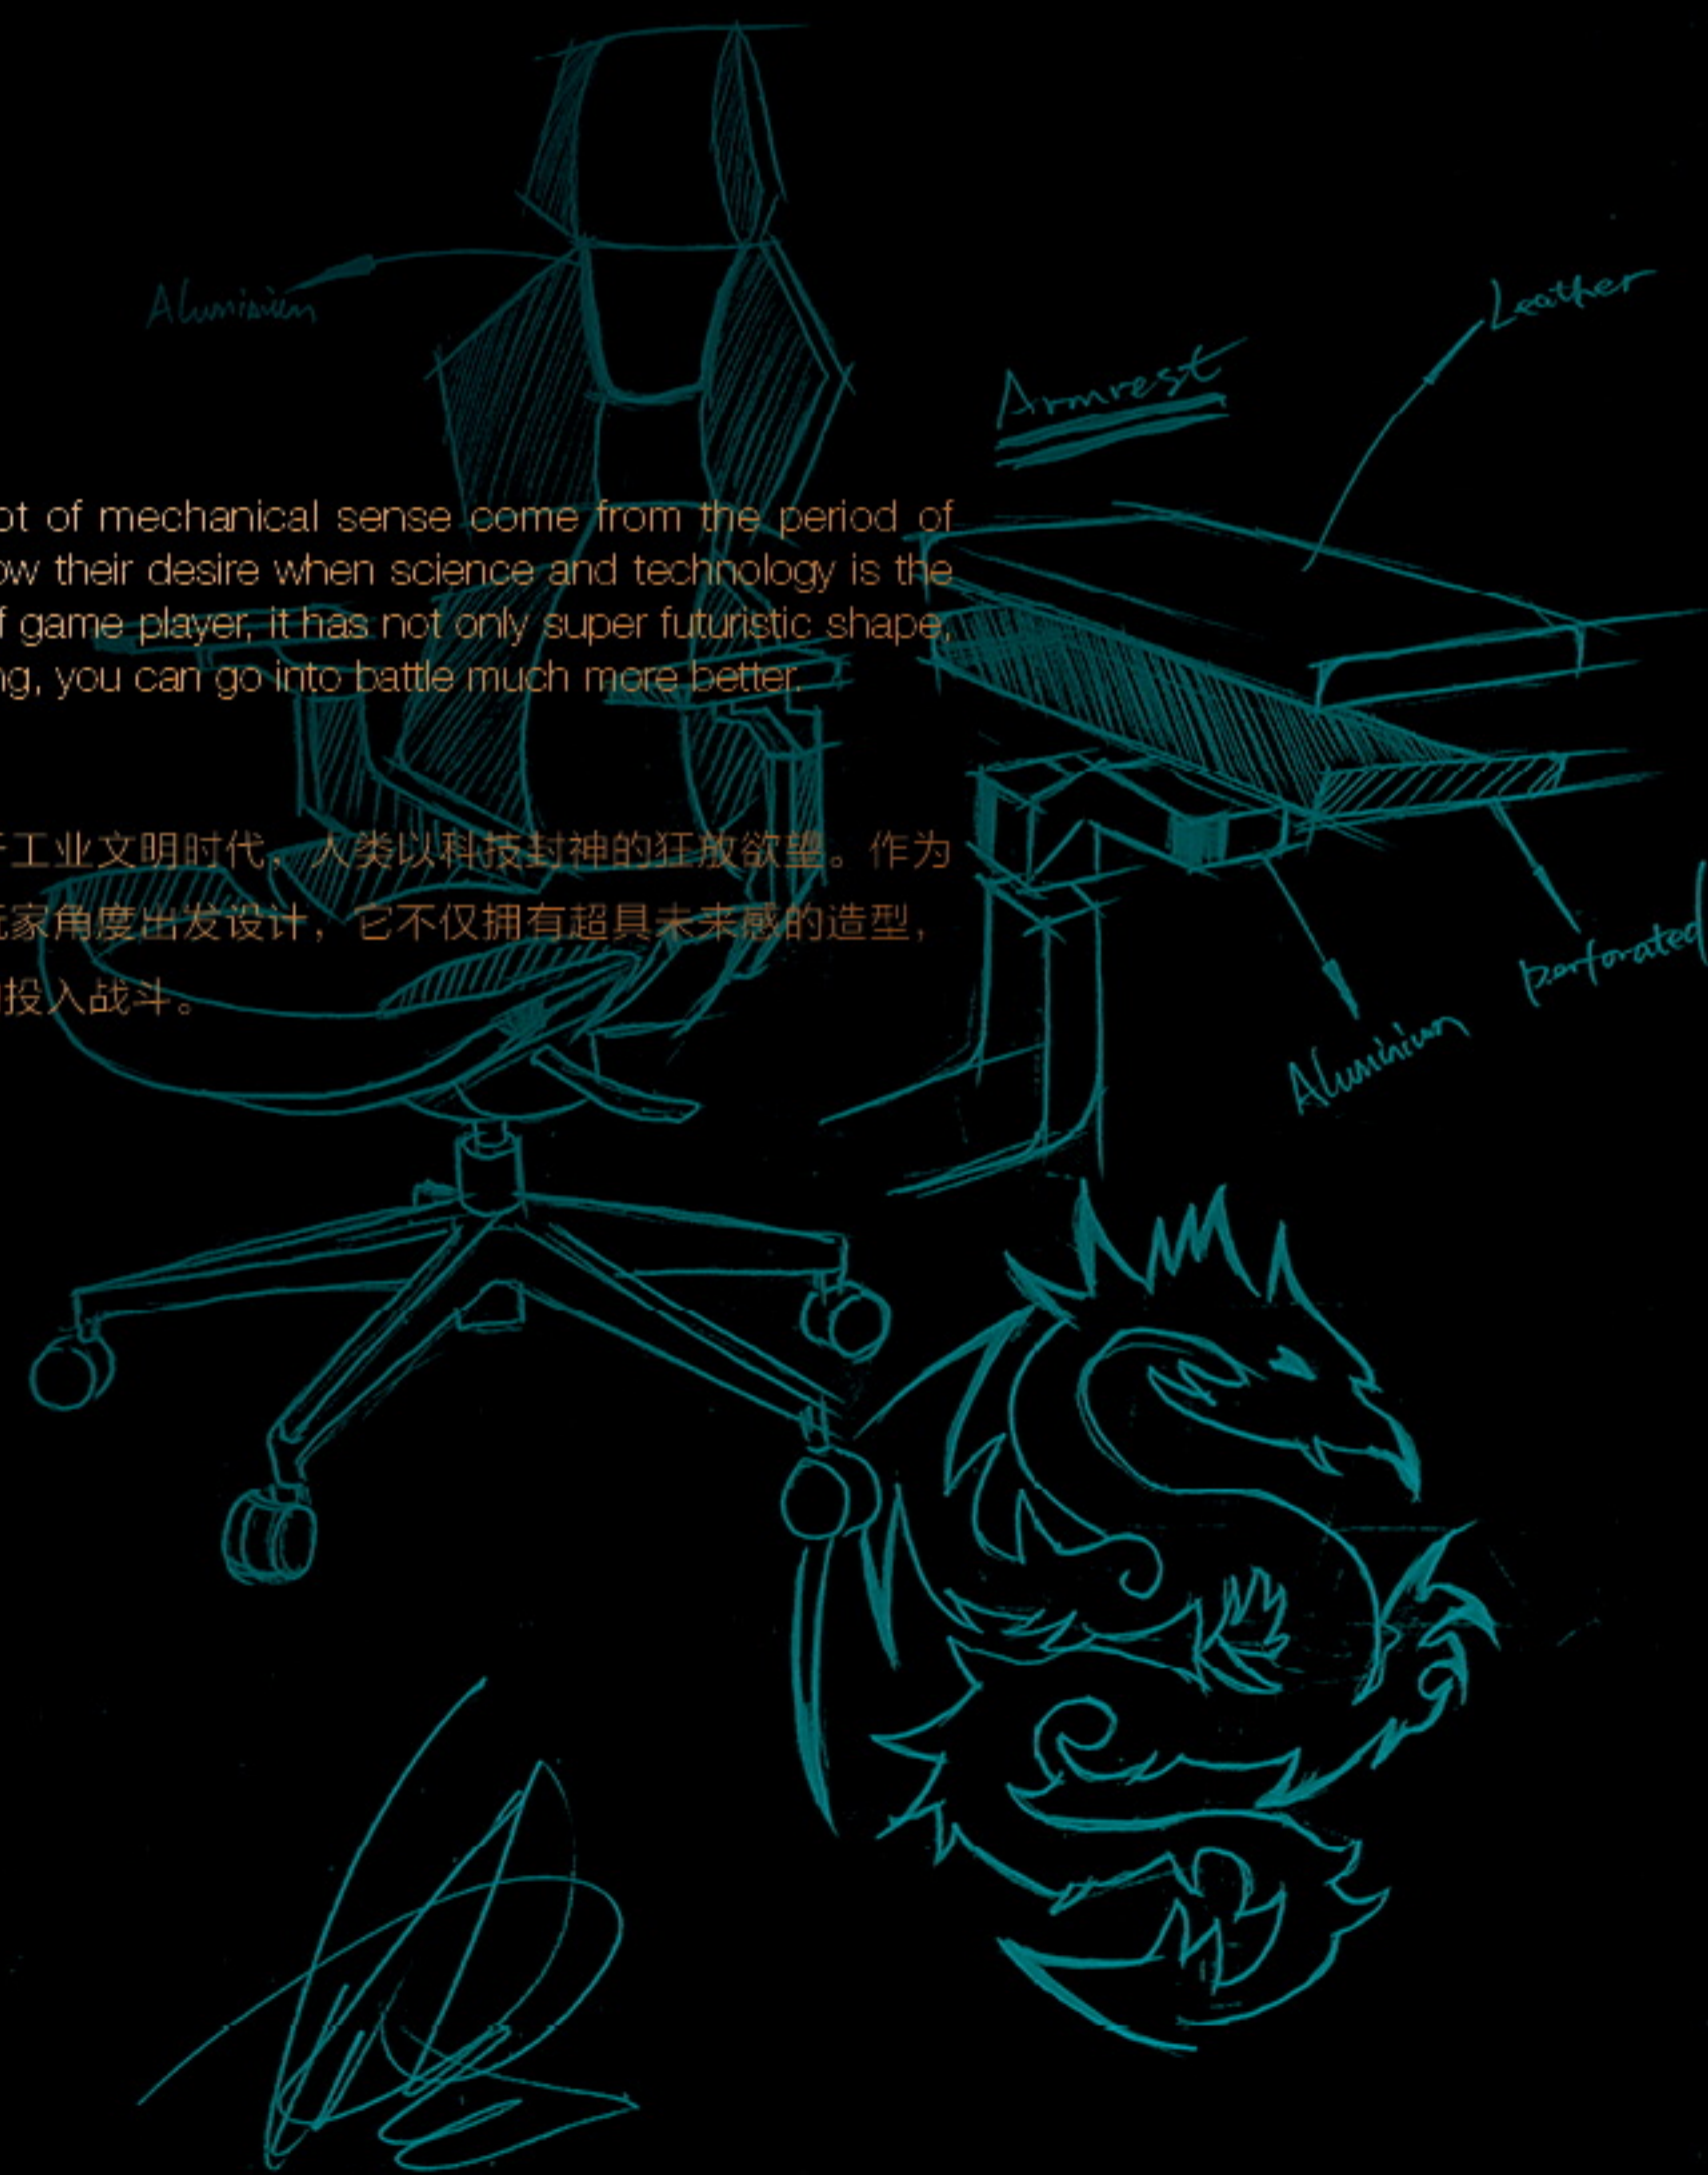 Aluminium
Leather
Armrest
ot of mechanical sense come from the period of
ow their desire when science and technology is the
f game player, it has not only super futuristic shape,
ng, you can go into battle much more better.
工业文明时代，人类以科技封神的狂放欲望。作为
玩家角度出发设计，它不仅拥有超具未来感的造型，
投入战斗。
perforated
Aluminium